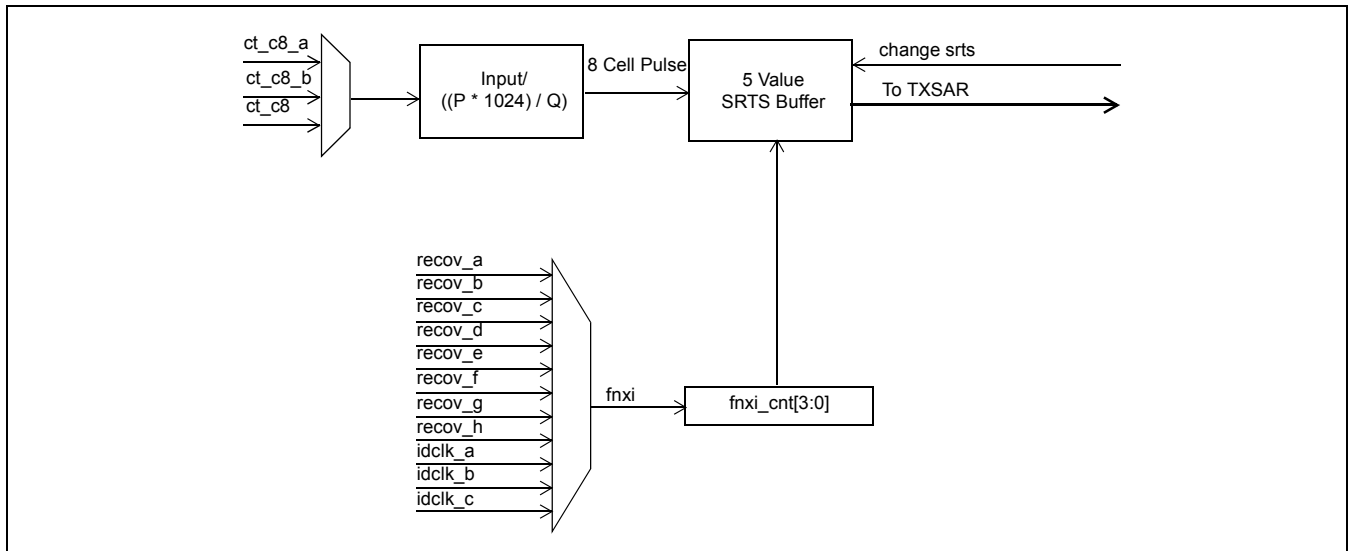 ct_c8_a
ct_c8_b
ct_c8
Input/
((P * 1024) / Q)
8 Cell Pulse
5 Value
SRTS Buffer
change srts
To TXSAR
recov_a
recov_b
recov_c
recov_d
recov_e
recov_f
recov_g
recov_h
idclk_a
idclk_b
idclk_c
fnxi
fnxi_cnt[3:0]